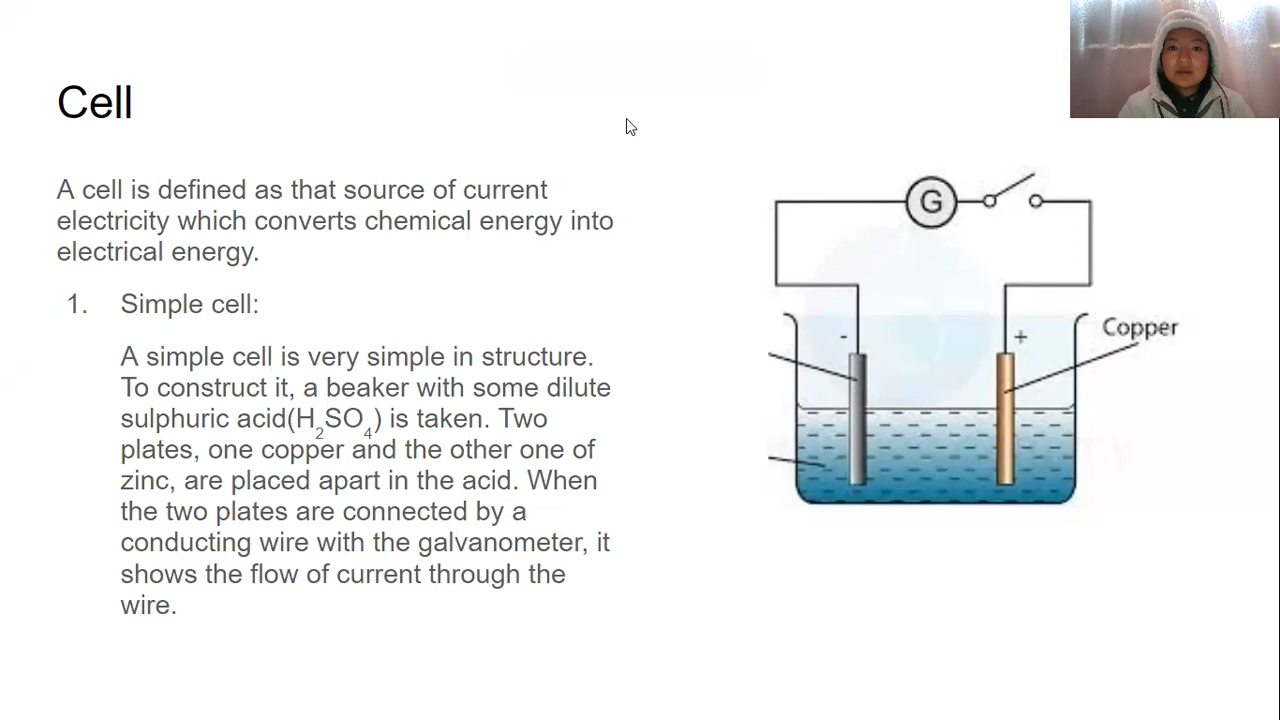 Cell
A cell is defined as that source of current
electricity which converts chemical energy into
electrical energy.
1. Simple cell:
A simple cell is very simple in structure.
To construct it, a beaker with some dilute
sulphuric acid(H₂SO₄) is taken. Two
plates, one copper and the other one of
zinc, are placed apart in the acid. When
the two plates are connected by a
conducting wire with the galvanometer, it
shows the flow of current through the
wire.
G
- +
Copper